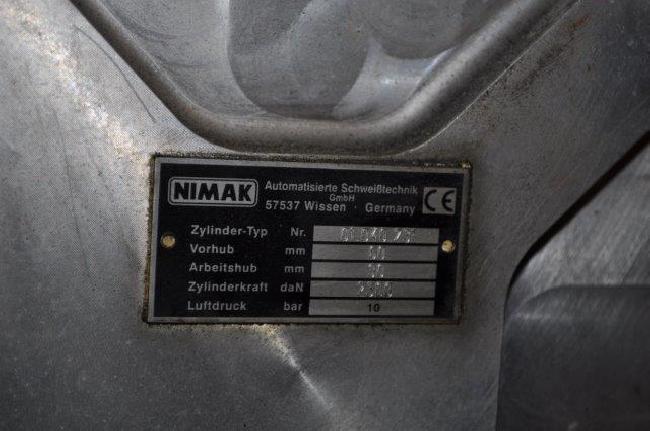 NIMAK
Automatisierte Schweißtechnik
GmbH
57537 Wissen · Germany
CE
Zylinder-Typ Nr.
Vorhub mm
Arbeitshub mm
Zylinderkraft daN
Luftdruck bar 10